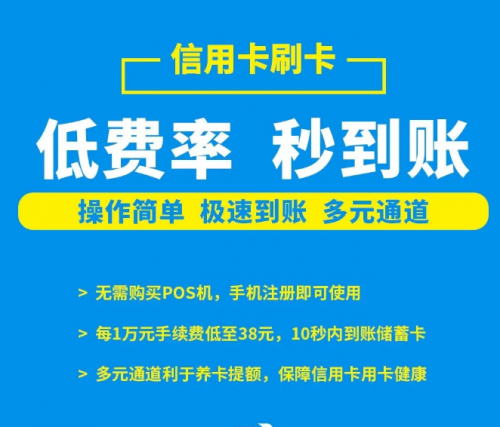 信用卡刷卡
低费率 秒到账
操作简单 极速到账 多元通道
> 无需购买POS机，手机注册即可使用
> 每1万元手续费低至38元，10秒内到账储蓄卡
> 多元通道利于养卡提额，保障信用卡用卡健康